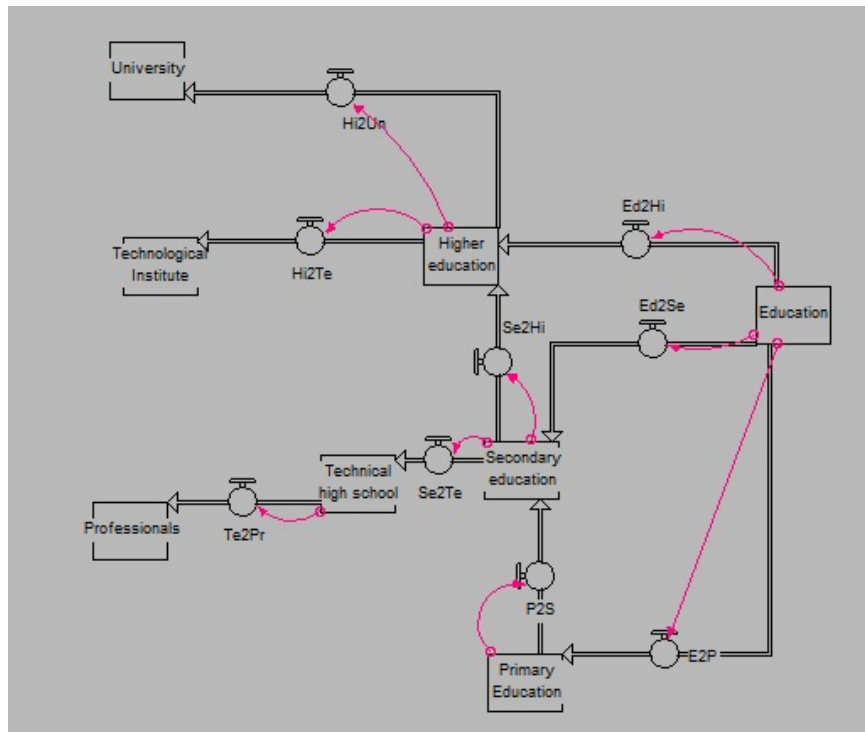 University
Hi2Un
Ed2Hi
Higher
education
Technological
Institute
Hi2Te
Education
Ed2Se
Se2Hi
Secondary
education
Technical
high school
Se2Te
Professionals
Te2Pr
P2S
E2P
Primary
Education